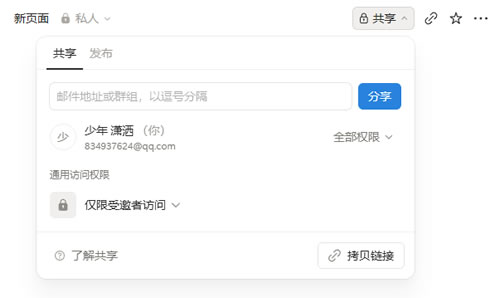 新页面 私人 共享
共享 发布
邮件地址或群组，以逗号分隔 分享
少 少年 潇洒 （你） 全部权限
834937624@qq.com
通用访问权限
仅限受邀者访问
了解共享 拷贝链接